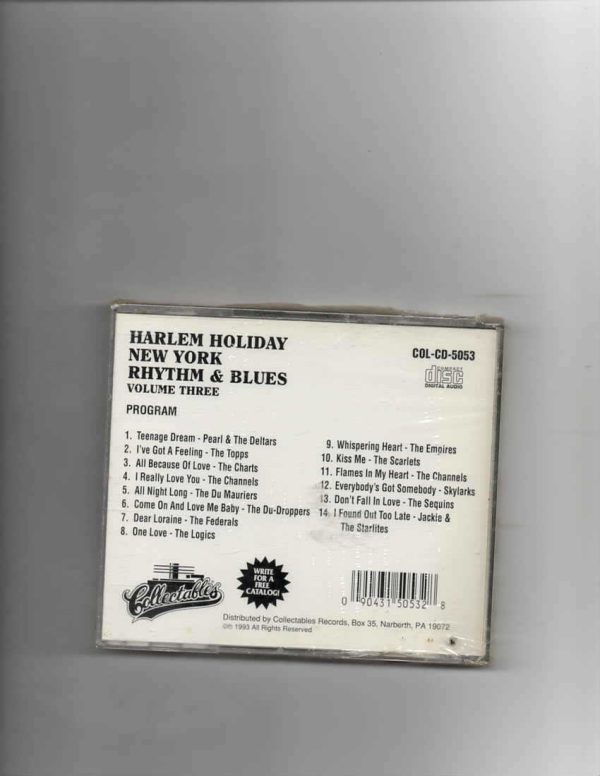 HARLEM HOLIDAY
NEW YORK
RHYTHM & BLUES
VOLUME THREE
COL-CD-5053
COMPACT
disc
DIGITAL AUDIO
PROGRAM
1. Teenage Dream - Pearl & The Deltars
2. I've Got A Feeling - The Topps
3. All Because Of Love - The Charts
4. I Really Love You - The Channels
5. All Night Long - The Du Mauriers
6. Come On And Love Me Baby - The Du-Droppers
7. Dear Loraine - The Federals
8. One Love - The Logics
9. Whispering Heart - The Empires
10. Kiss Me - The Scarlets
11. Flames In My Heart - The Channels
12. Everybody's Got Somebody - Skylarks
13. Don't Fall In Love - The Sequins
14. I Found Out Too Late - Jackie &
The Starlites
Collectables
WRITE
FOR A
FREE
CATALOG!
0 90431 50532 8
Distributed by Collectables Records, Box 35, Narberth, PA 19072
©℗ 1993 All Rights Reserved